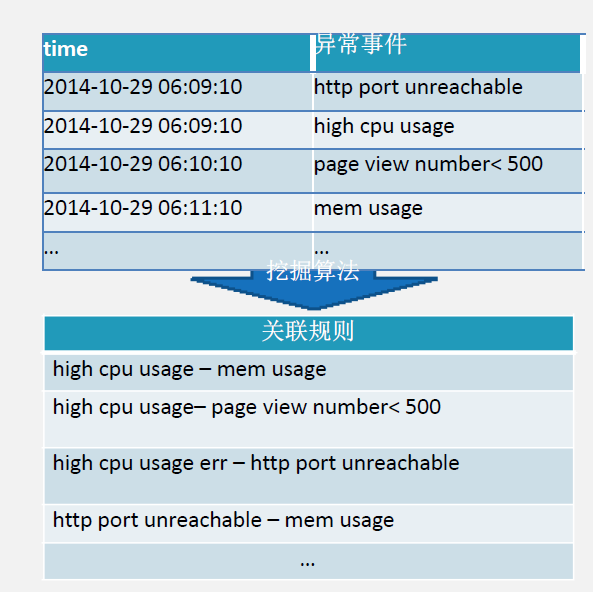 time 异常事件
2014-10-29 06:09:10 http port unreachable
2014-10-29 06:09:10 high cpu usage
2014-10-29 06:10:10 page view number< 500
2014-10-29 06:11:10 mem usage
... ...
挖掘算法
关联规则
high cpu usage – mem usage
high cpu usage– page view number< 500
high cpu usage err – http port unreachable
http port unreachable – mem usage
...